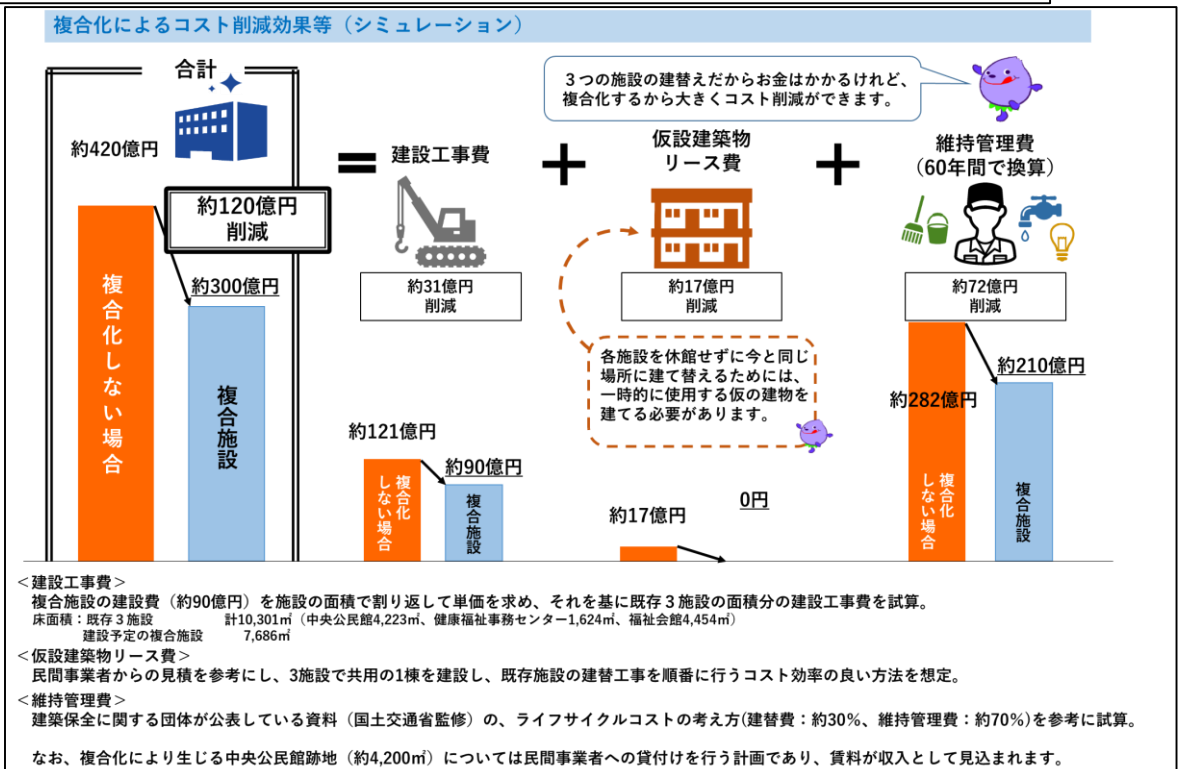 複合化によるコスト削減効果等（シミュレーション）
合計
３つの施設の建替えだからお金はかかるけれど、
複合化するから大きくコスト削減ができます。
約420億円
約120億円
削減
約300億円
複合化しない場合
複合施設
＝
建設工事費
約31億円
削減
約121億円
約90億円
複合化
しない場合
複合施設
＋
仮設建築物
リース費
約17億円
削減
各施設を休館せずに今と同じ
場所に建て替えるためには、
一時的に使用する仮の建物を
建てる必要があります。
約17億円
0円
＋
維持管理費
（60年間で換算）
約72億円
削減
約282億円
約210億円
複合化
しない場合
複合施設
＜建設工事費＞
複合施設の建設費（約90億円）を施設の面積で割り返して単価を求め、それを基に既存３施設の面積分の建設工事費を試算。
床面積：既存３施設　計10,301㎡（中央公民館4,223㎡、健康福祉事務センター1,624㎡、福祉会館4,454㎡）
建設予定の複合施設　7,686㎡
＜仮設建築物リース費＞
民間事業者からの見積を参考にし、3施設で共用の1棟を建設し、既存施設の建替工事を順番に行うコスト効率の良い方法を想定。
＜維持管理費＞
建築保全に関する団体が公表している資料（国土交通省監修）の、ライフサイクルコストの考え方(建替費：約30%、維持管理費：約70%)を参考に試算。
なお、複合化により生じる中央公民館跡地（約4,200㎡）については民間事業者への貸付けを行う計画であり、賃料が収入として見込まれます。